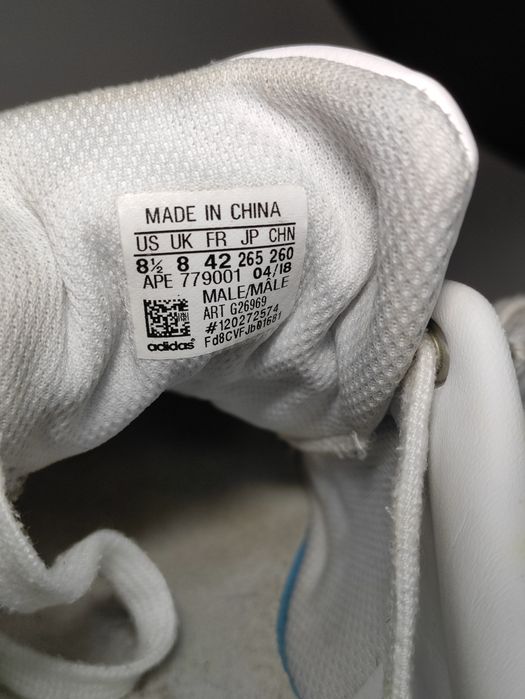 MADE IN CHINA
US UK FR JP CHN
8½ 8 42 265 260
APE 779001 04/18
MALE/MÂLE
ART G26969
#120272574
Fd8CVFJb01681
adidas®